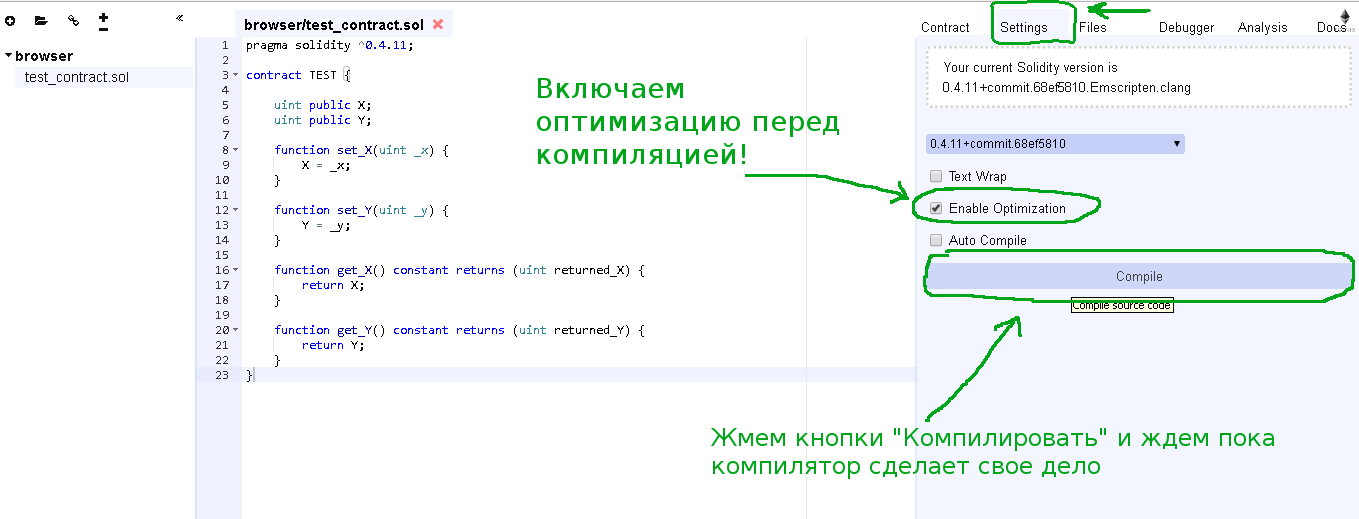 browser/test_contract.sol
browser
test_contract.sol
1 pragma solidity ^0.4.11;
2
3 contract TEST {
4
5 uint public X;
6 uint public Y;
7
8 function set_X(uint _x) {
9 X = _x;
10 }
11
12 function set_Y(uint _y) {
13 Y = _y;
14 }
15
16 function get_X() constant returns (uint returned_X) {
17 return X;
18 }
19
20 function get_Y() constant returns (uint returned_Y) {
21 return Y;
22 }
23 }
Включаем
оптимизацию перед
компиляцией!
Contract Settings Files Debugger Analysis Docs
Your current Solidity version is
0.4.11+commit.68ef5810.Emscripten.clang
0.4.11+commit.68ef5810
Text Wrap
Enable Optimization
Auto Compile
Compile
Compile source code
Жмем кнопки "Компилировать" и ждем пока
компилятор сделает свое дело